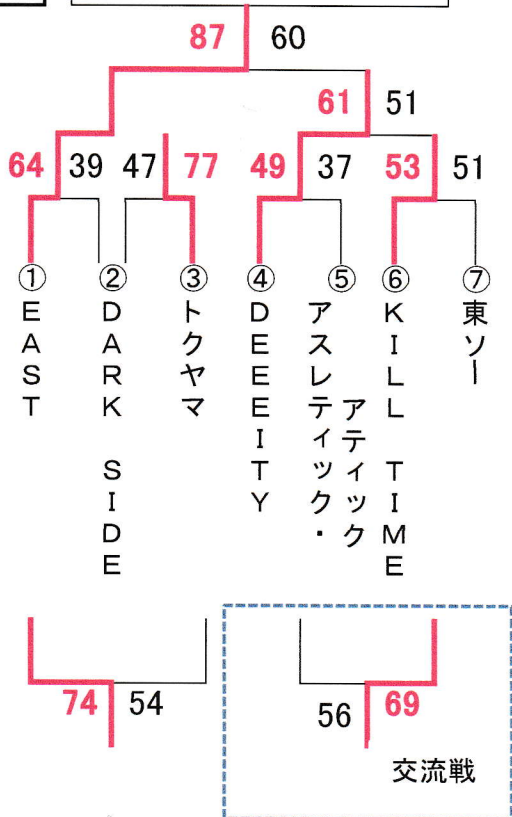 87 60
61 51
64 39 47 77 49 37 53 51
① ② ③ ④ ⑤ ⑥ ⑦
EAST
DARK SIDE
トクヤマ
DEEEITY
アスレティック・
アティック
KILL TIME
東ソー
74 54
56 69
交流戦